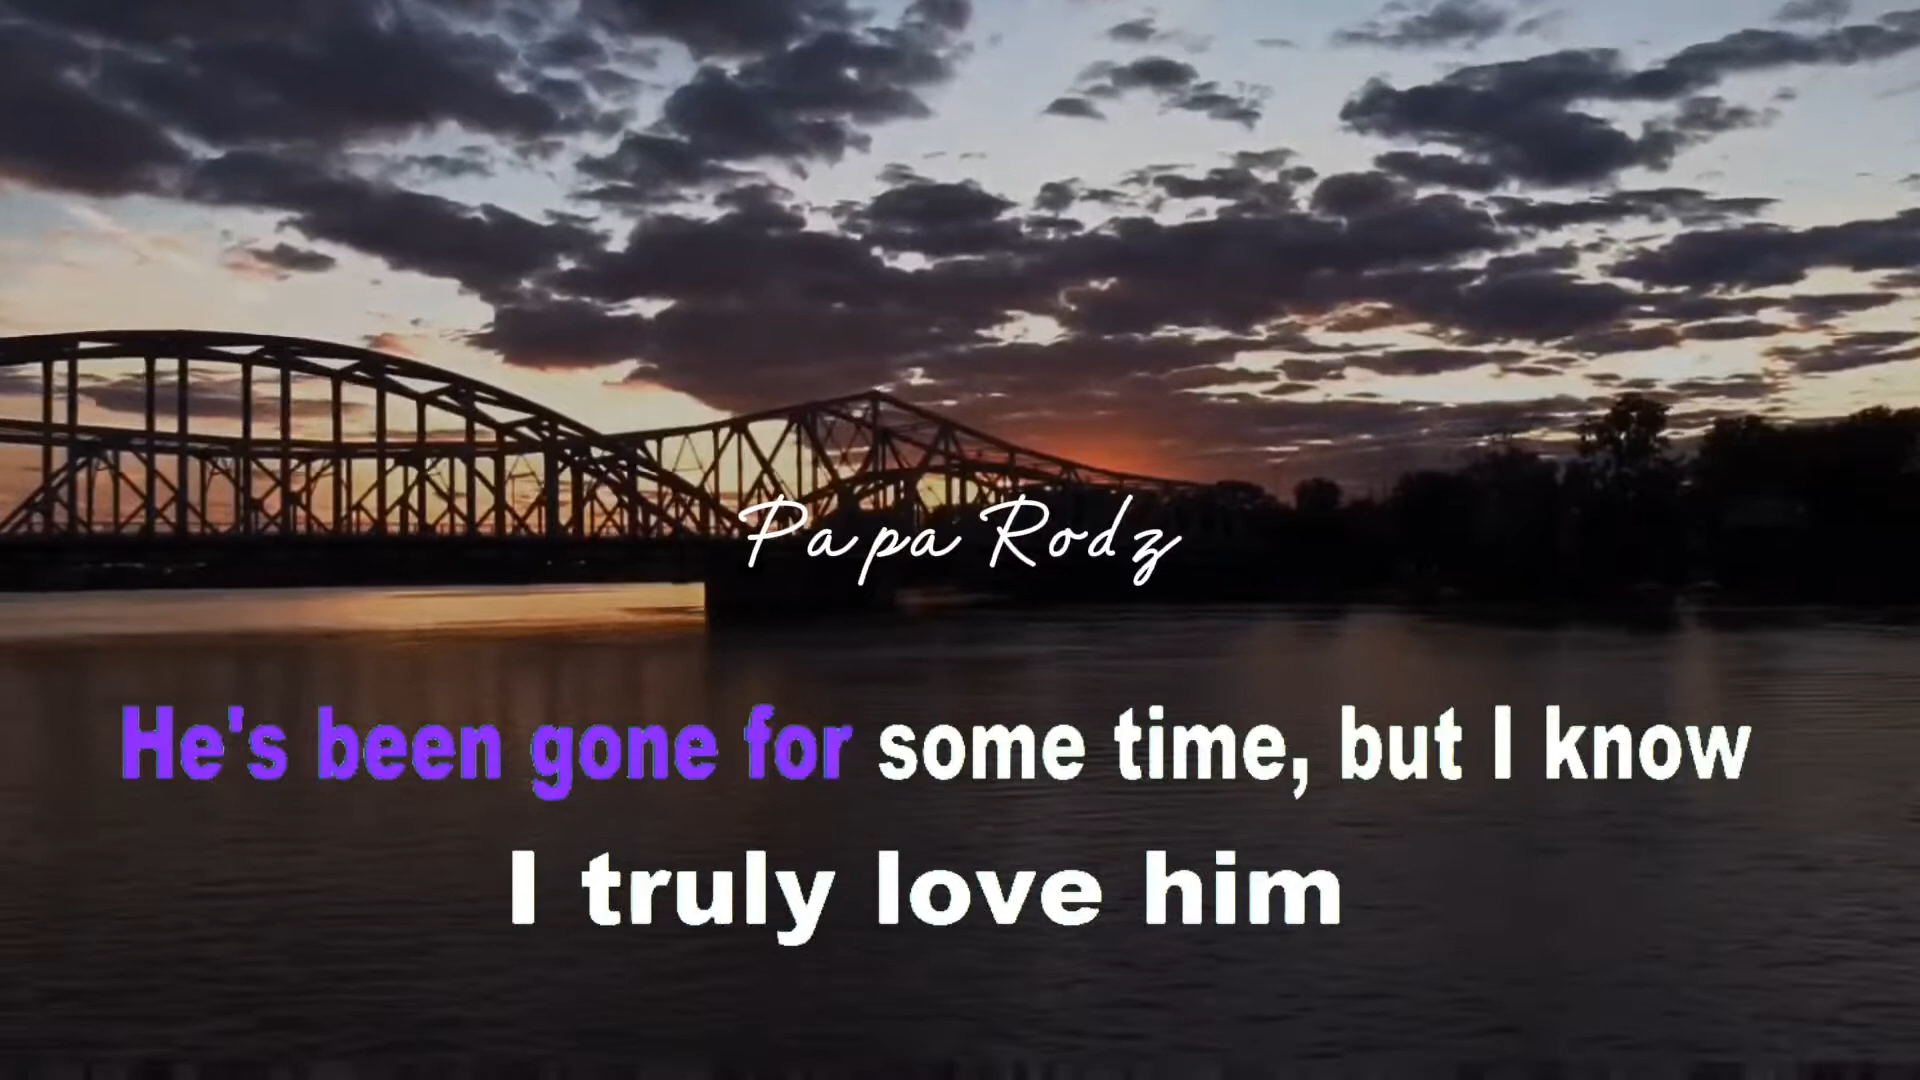 Papa Rodz
He's been gone for some time, but I know
I truly love him